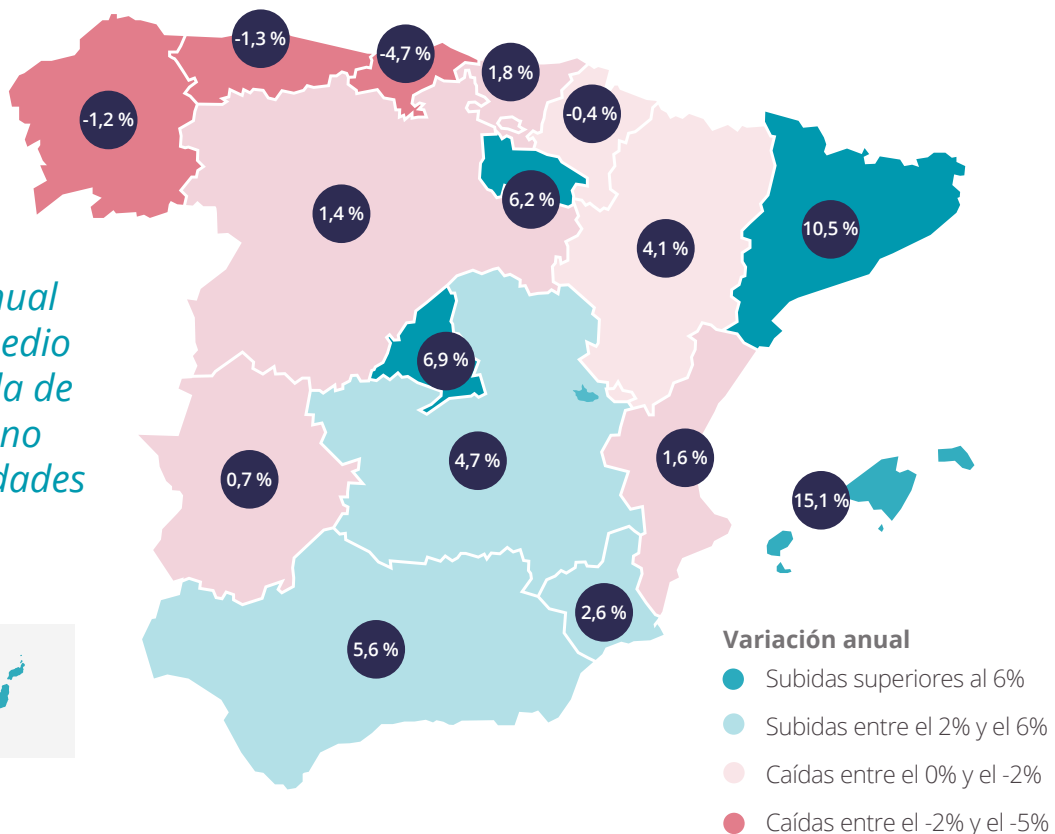 -1,3 %
-4,7 %
1,8 %
-0,4 %
-1,2 %
1,4 %
6,2 %
4,1 %
10,5 %
6,9 %
0,7 %
4,7 %
1,6 %
15,1 %
5,6 %
2,6 %
nual
edio
la de
no
dades
Variación anual
Subidas superiores al 6%
Subidas entre el 2% y el 6%
Caídas entre el 0% y el -2%
Caídas entre el -2% y el -5%